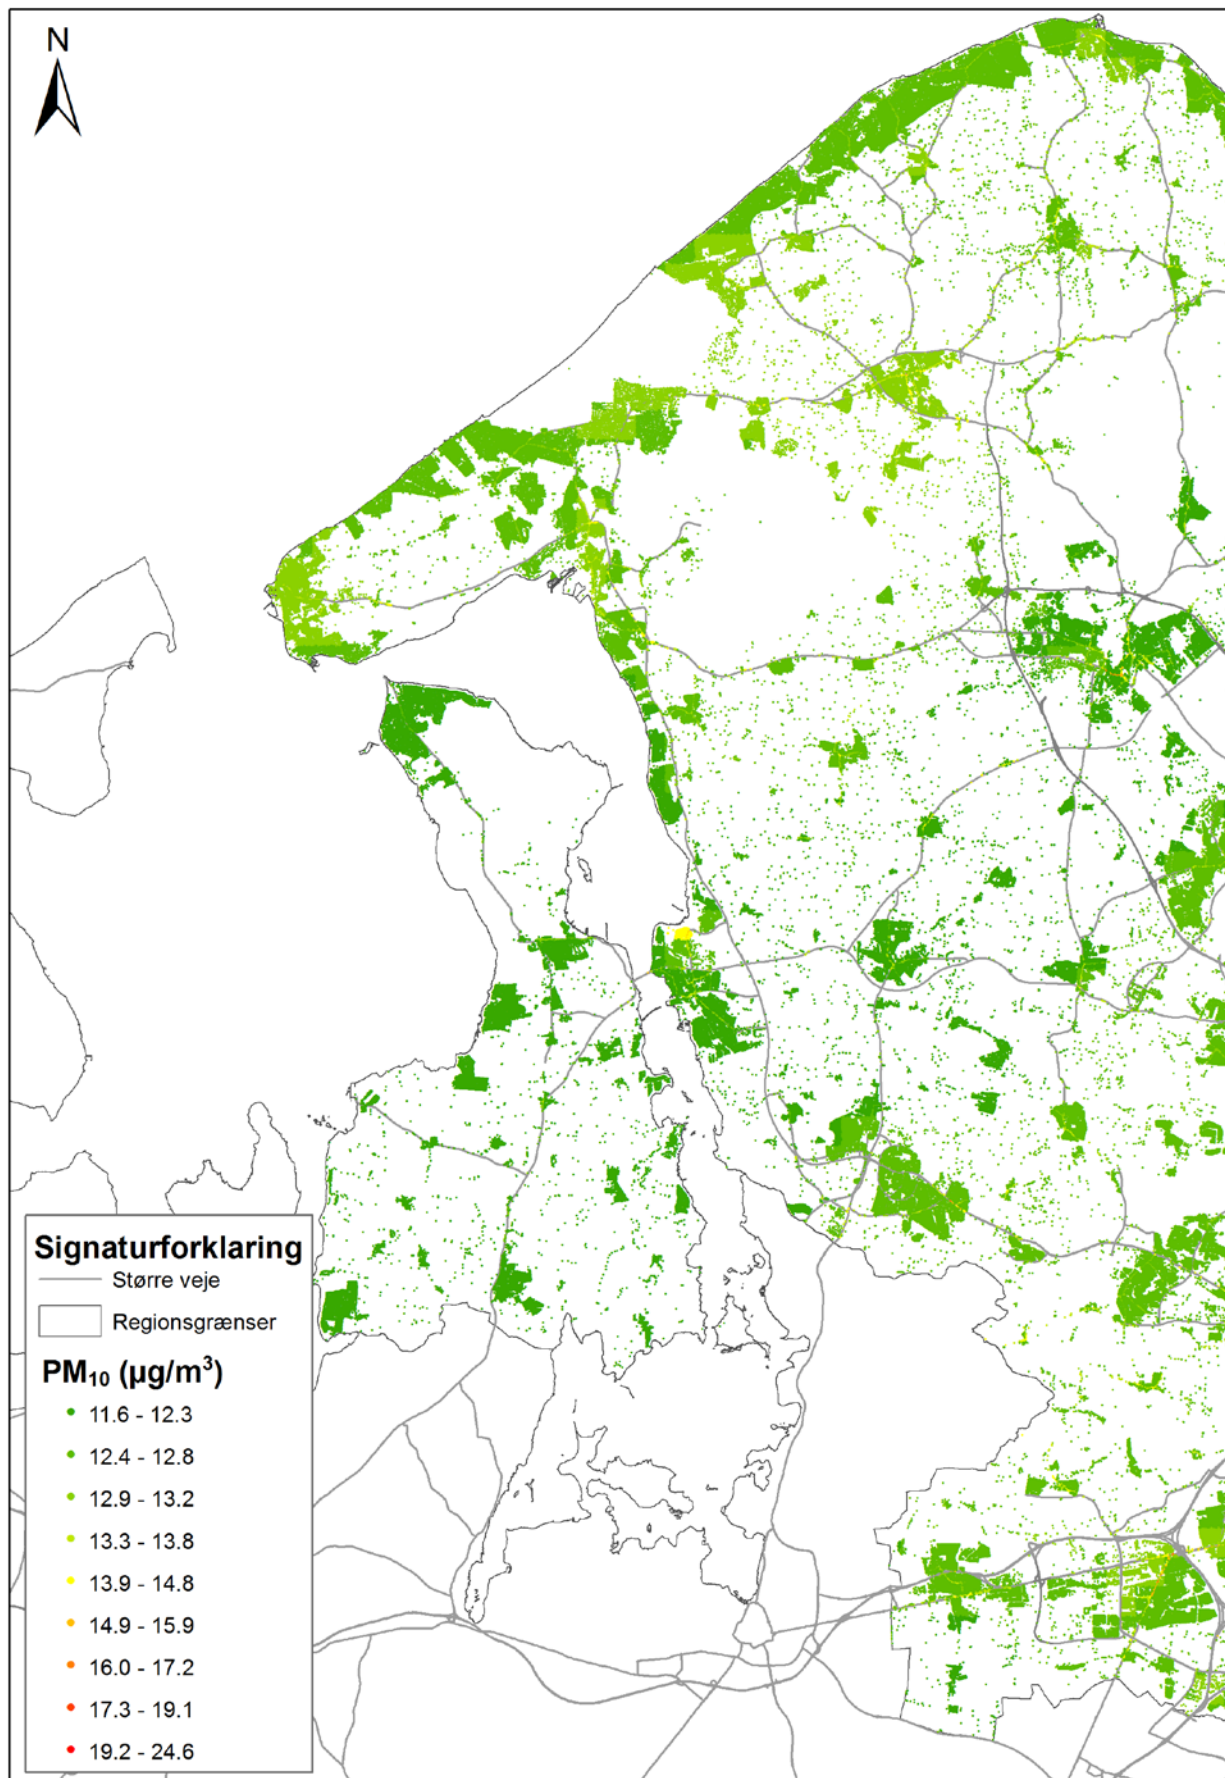 N
Signaturforklaring
Større veje
Regionsgrænser
PM₁₀ (µg/m³)
11.6 - 12.3
12.4 - 12.8
12.9 - 13.2
13.3 - 13.8
13.9 - 14.8
14.9 - 15.9
16.0 - 17.2
17.3 - 19.1
19.2 - 24.6